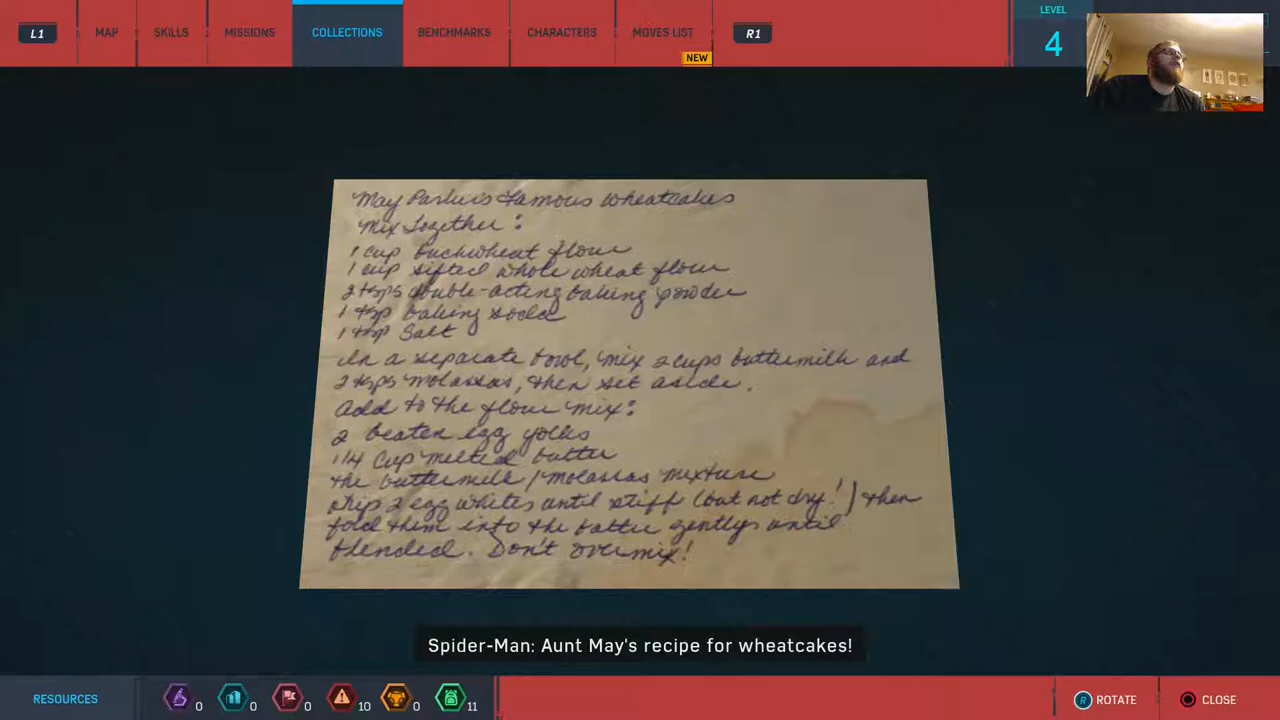 L1 MAP SKILLS MISSIONS COLLECTIONS BENCHMARKS CHARACTERS MOVES LIST R1
NEW
LEVEL
4
May Parker's Famous Wheatcakes
Mix Together:
1 cup buckwheat flour
1 cup sifted whole wheat flour
2 tsps double-acting baking powder
1 tsp baking soda
1 tsp Salt
In a separate bowl, mix 2 cups buttermilk and
2 tsps molassas, then set aside.
Add to the flour mix:
2 beaten egg yolks
1/4 cup melted butter
the buttermilk/molassas mixture
whip 2 egg whites until stiff (but not dry!) then
fold them into the batter gently until
blended. Don't overmix!
Spider-Man: Aunt May's recipe for wheatcakes!
RESOURCES 0 0 0 10 0 11 R ROTATE CLOSE